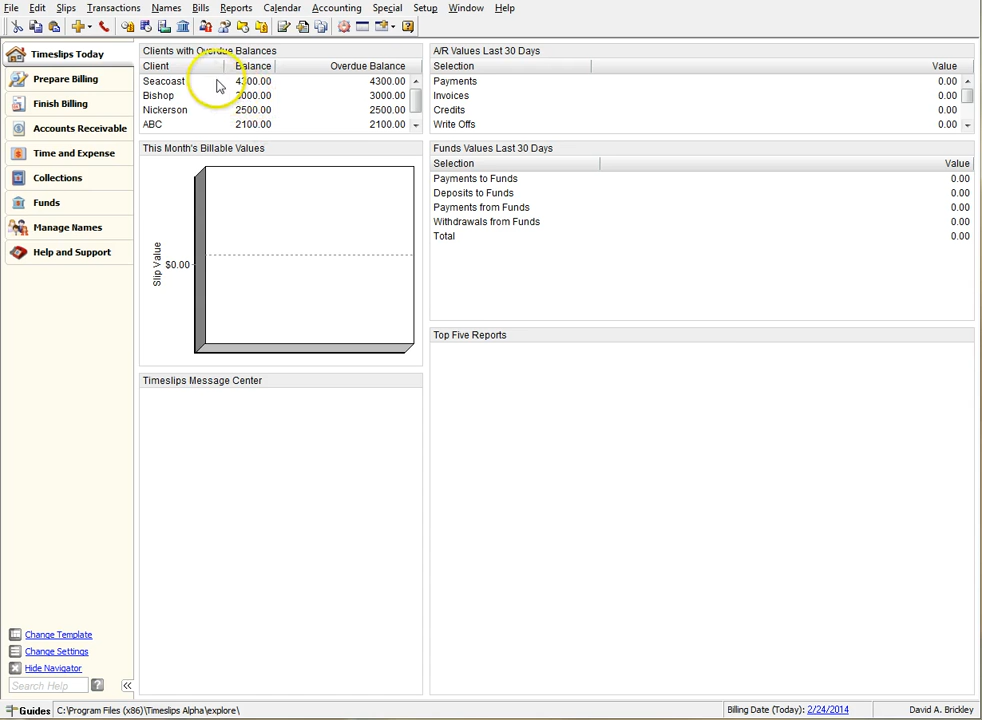 File Edit Slips Transactions Names Bills Reports Calendar Accounting Special Setup Window Help
Timeslips Today
Prepare Billing
Finish Billing
Accounts Receivable
Time and Expense
Collections
Funds
Manage Names
Help and Support
Change Template
Change Settings
Hide Navigator
Search Help
Clients with Overdue Balances
Client Balance Overdue Balance
Seacoast 4300.00 4300.00
Bishop 3000.00 3000.00
Nickerson 2500.00 2500.00
ABC 2100.00 2100.00
This Month's Billable Values
Slip Value
$0.00
Timeslips Message Center
A/R Values Last 30 Days
Selection Value
Payments 0.00
Invoices 0.00
Credits 0.00
Write Offs 0.00
Funds Values Last 30 Days
Selection Value
Payments to Funds 0.00
Deposits to Funds 0.00
Payments from Funds 0.00
Withdrawals from Funds 0.00
Total 0.00
Top Five Reports
Guides C:\Program Files (x86)\Timeslips Alpha\explore\ Billing Date (Today): 2/24/2014 David A. Brickley